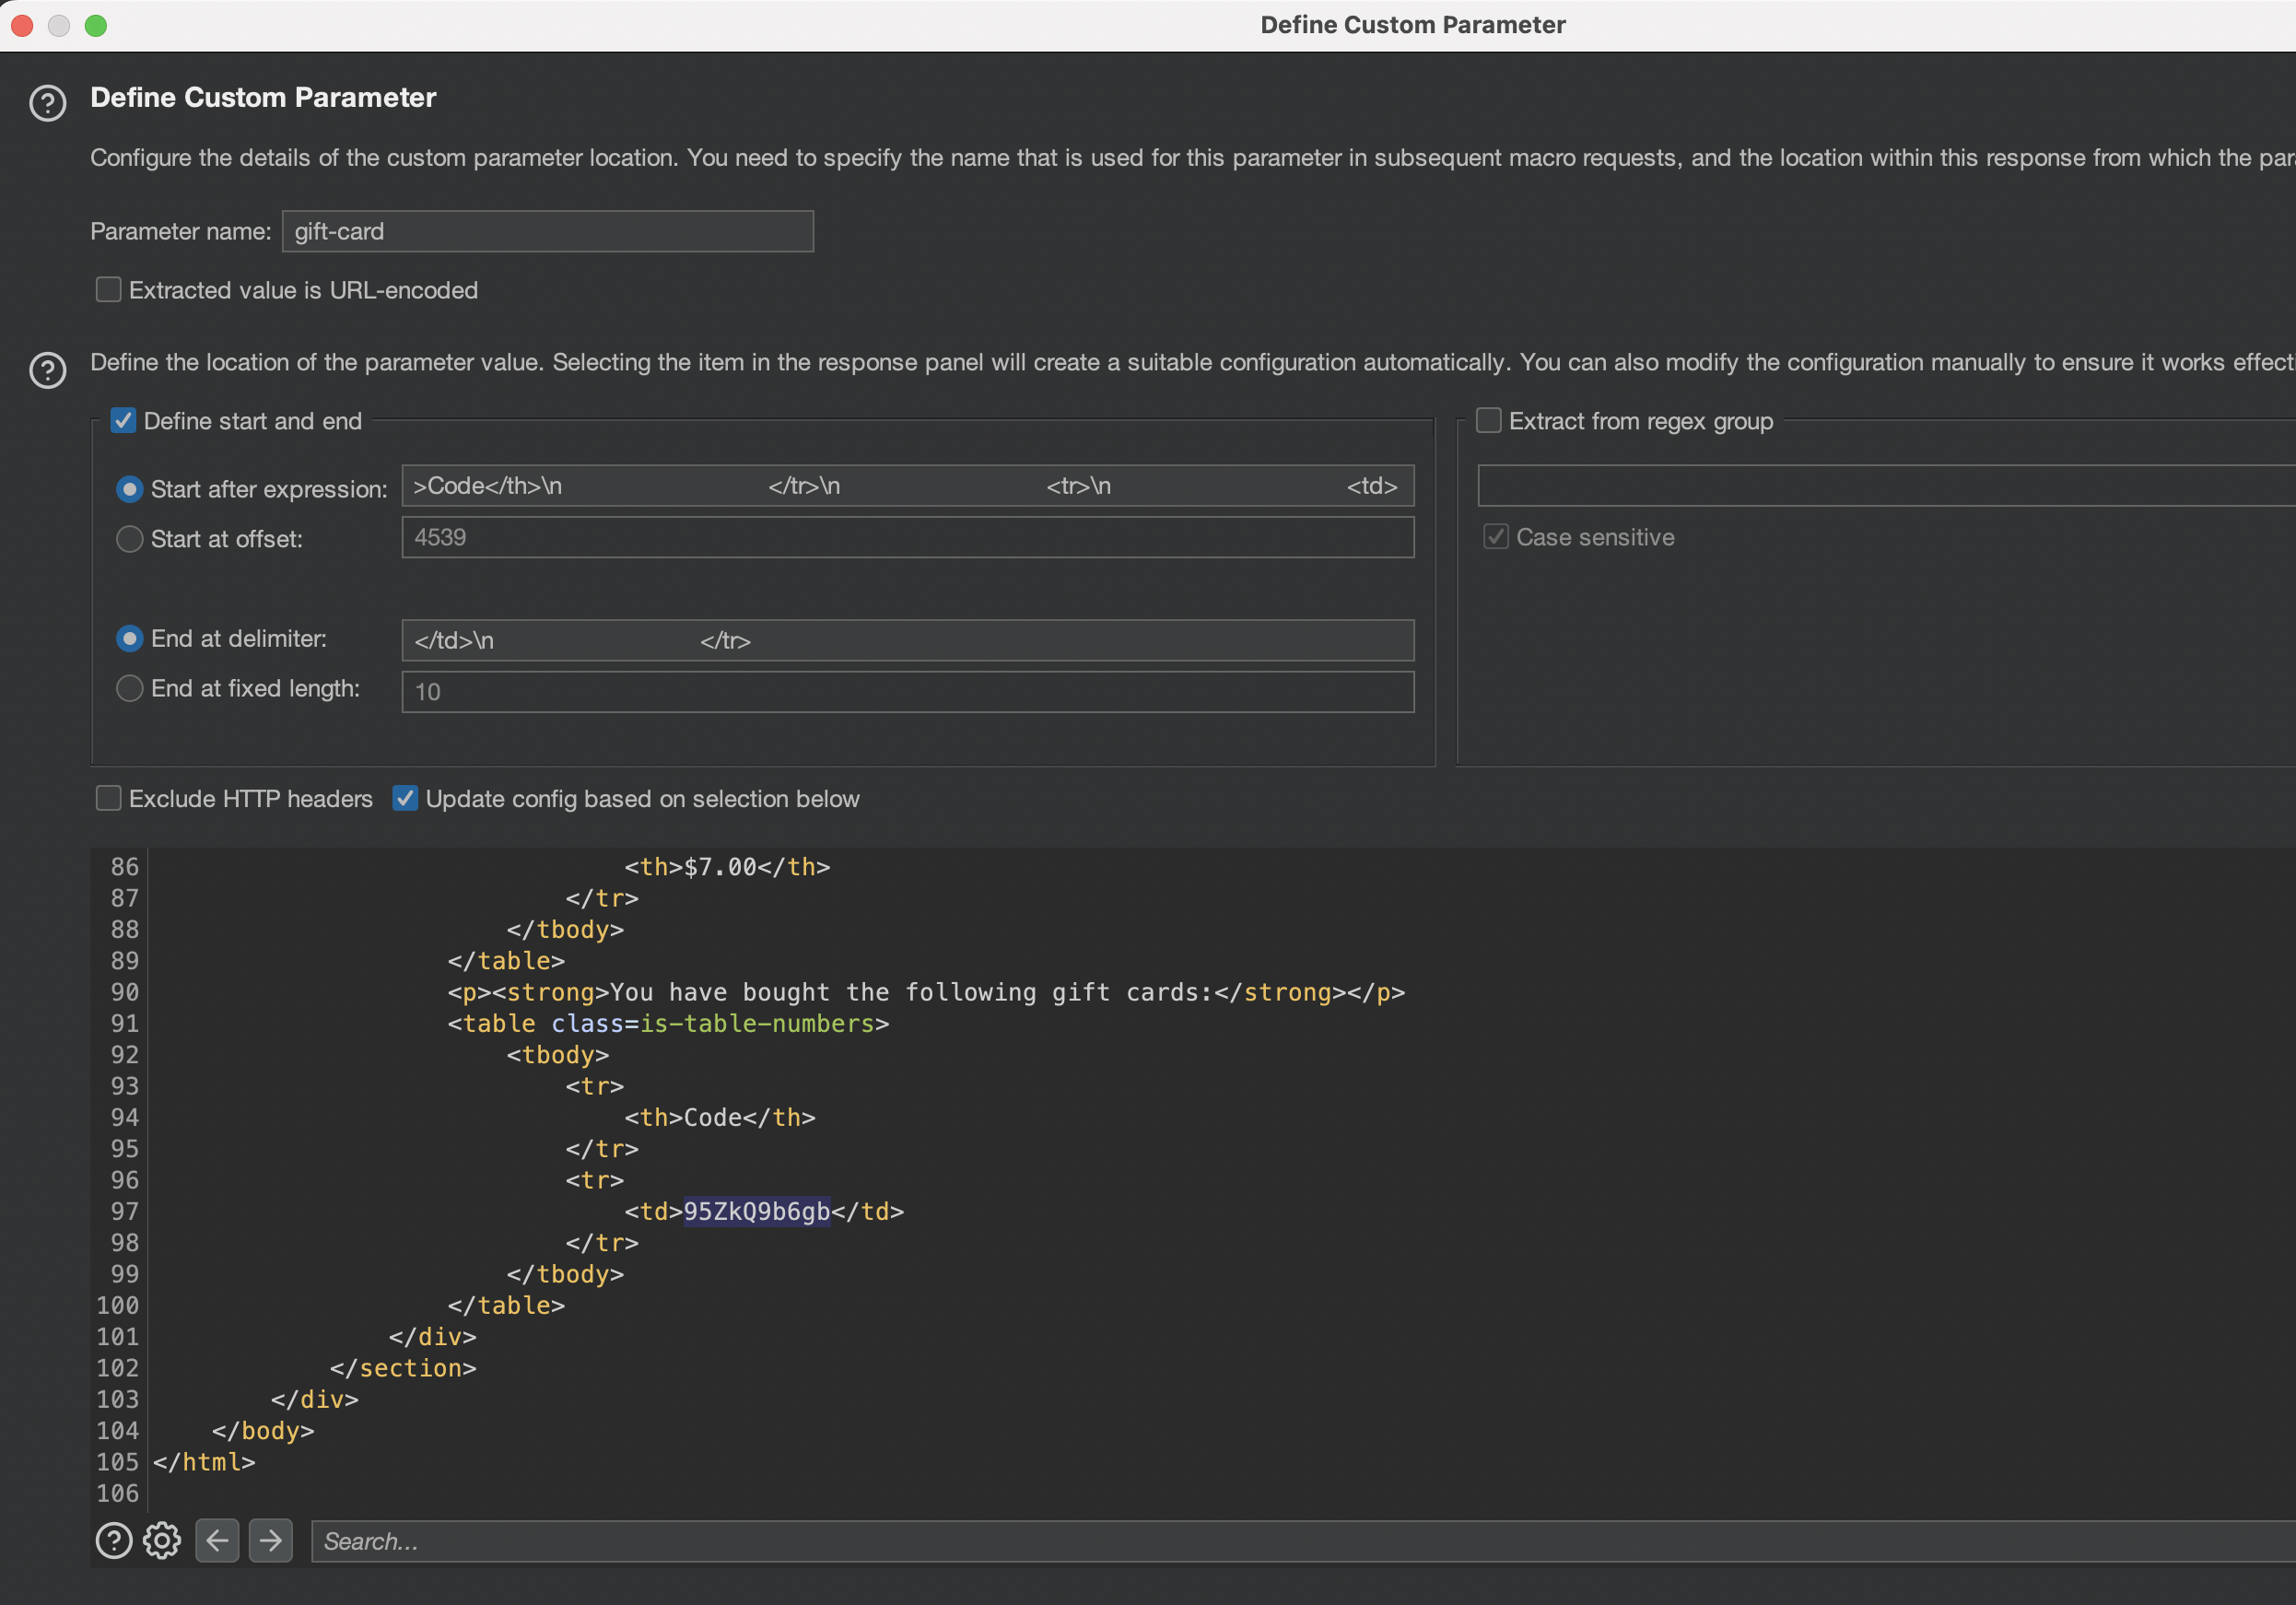 Define Custom Parameter
Define Custom Parameter
Configure the details of the custom parameter location. You need to specify the name that is used for this parameter in subsequent macro requests, and the location within this response from which the par
Parameter name: gift-card
Extracted value is URL-encoded
Define the location of the parameter value. Selecting the item in the response panel will create a suitable configuration automatically. You can also modify the configuration manually to ensure it works effecti
Define start and end
Start after expression: >Code</th>\n </tr>\n <tr>\n <td>
Start at offset: 4539
End at delimiter: </td>\n </tr>
End at fixed length: 10
Extract from regex group
Case sensitive
Exclude HTTP headers Update config based on selection below
86 <th>$7.00</th>
87 </tr>
88 </tbody>
89 </table>
90 <p><strong>You have bought the following gift cards:</strong></p>
91 <table class=is-table-numbers>
92 <tbody>
93 <tr>
94 <th>Code</th>
95 </tr>
96 <tr>
97 <td>95ZkQ9b6gb</td>
98 </tr>
99 </tbody>
100 </table>
101 </div>
102 </section>
103 </div>
104 </body>
105 </html>
106
Search...